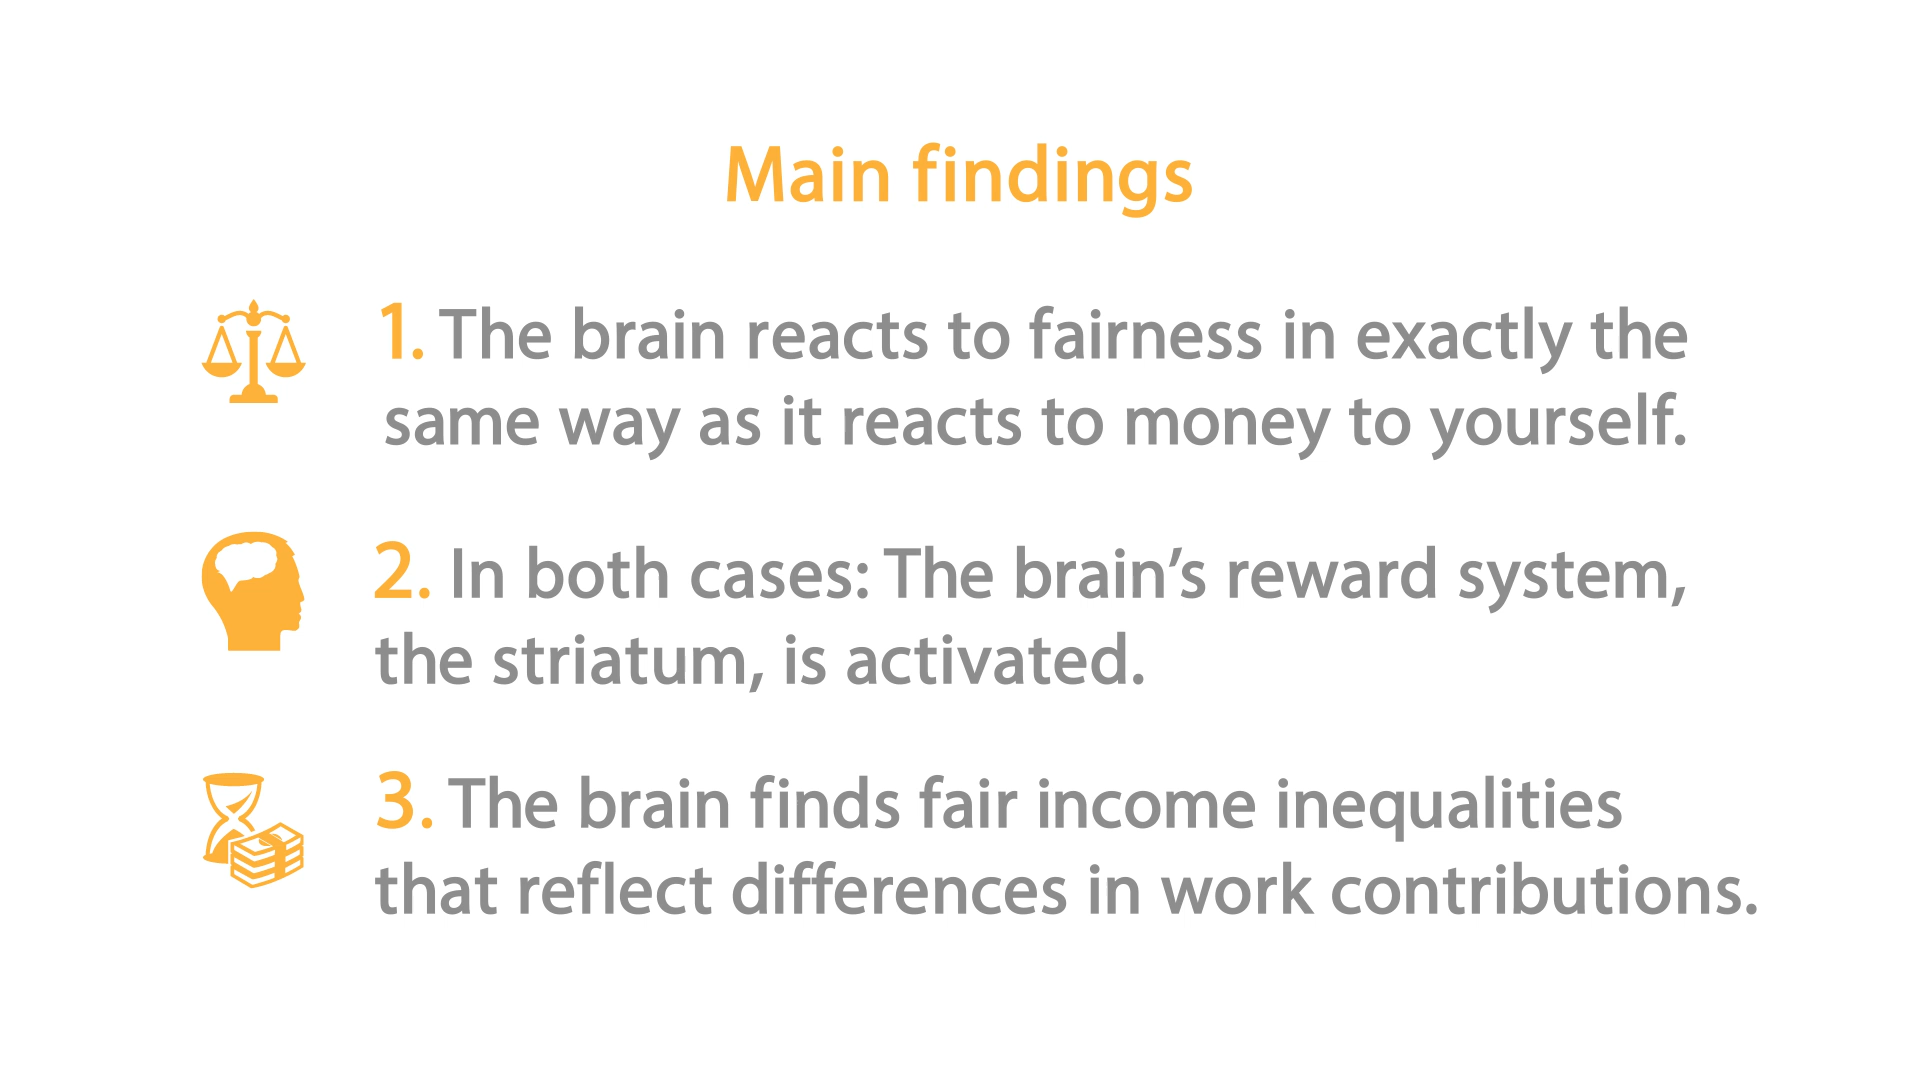 Main findings
1. The brain reacts to fairness in exactly the
same way as it reacts to money to yourself.
2. In both cases: The brain’s reward system,
the striatum, is activated.
3. The brain finds fair income inequalities
that reflect differences in work contributions.